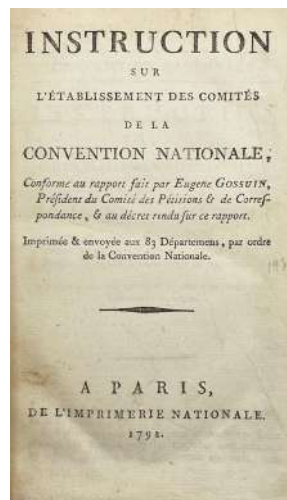 INSTRUCTION
SUR
L'ÉTABLISSEMENT DES COMITÉS
DE LA
CONVENTION NATIONALE,
Conforme au rapport fait par Eugene GOSSUIN,
Président du Comité des Pétitions & de Corres-
pondance, & au décret rendu sur ce rapport.
Imprimée & envoyée aux 83 Départemens, par ordre
de la Convention Nationale.
A PARIS,
DE L'IMPRIMERIE NATIONALE.
1792.